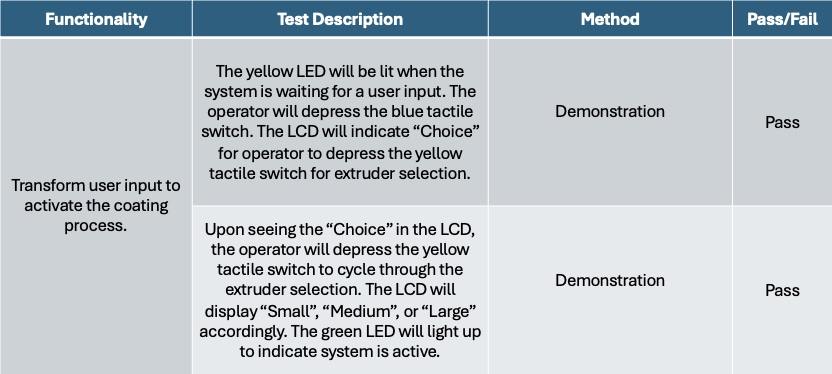 Functionality
Test Description
Method
Pass/Fail
Transform user input to
activate the coating
process.
The yellow LED will be lit when the
system is waiting for a user input. The
operator will depress the blue tactile
switch. The LCD will indicate “Choice”
for operator to depress the yellow
tactile switch for extruder selection.
Demonstration
Pass
Upon seeing the “Choice” in the LCD,
the operator will depress the yellow
tactile switch to cycle through the
extruder selection. The LCD will
display “Small”, “Medium”, or “Large”
accordingly. The green LED will light up
to indicate system is active.
Demonstration
Pass